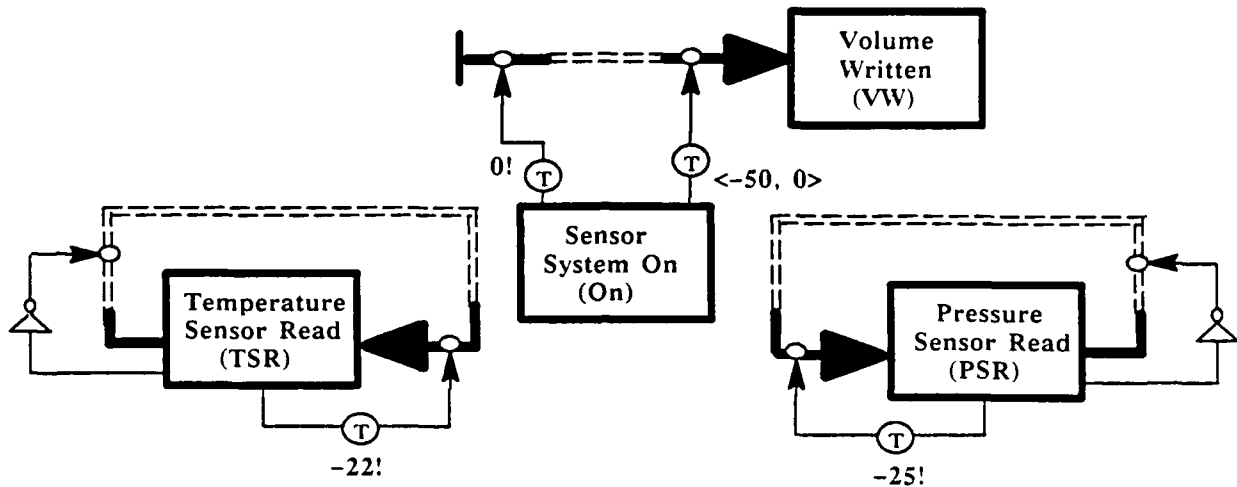 Volume
Written
(VW)
0!
T
T
<-50, 0>
Sensor
System On
(On)
Temperature
Sensor Read
(TSR)
T
-22!
Pressure
Sensor Read
(PSR)
T
-25!